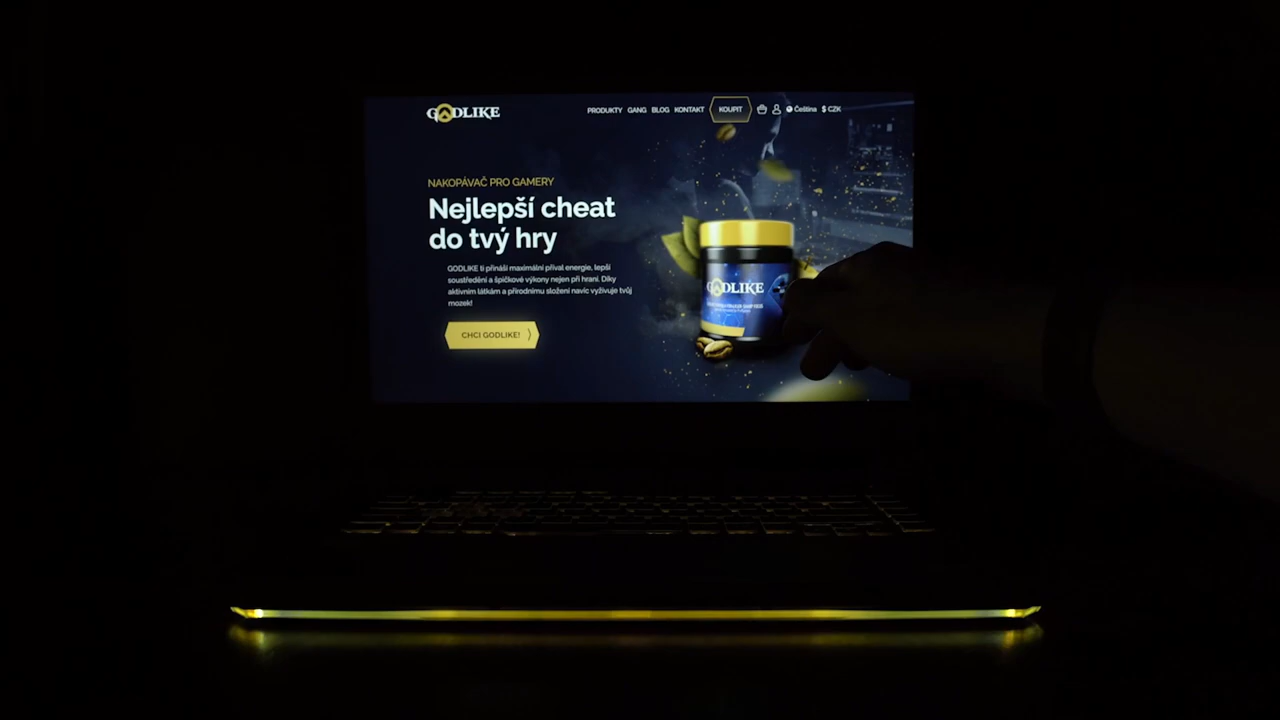 GODLIKE
PRODUKTY GANG BLOG KONTAKT KOUPIT Čeština $ CZK
NAKOPÁVAČ PRO GAMERY
Nejlepší cheat
do tvý hry
GODLIKE ti přináší maximální příval energie, lepší
soustředění a špičkové výkony nejen při hraní. Díky
aktivním látkám a přírodnímu složení navíc vyživuje tvůj
mozek!
CHCI GODLIKE!
GODLIKE